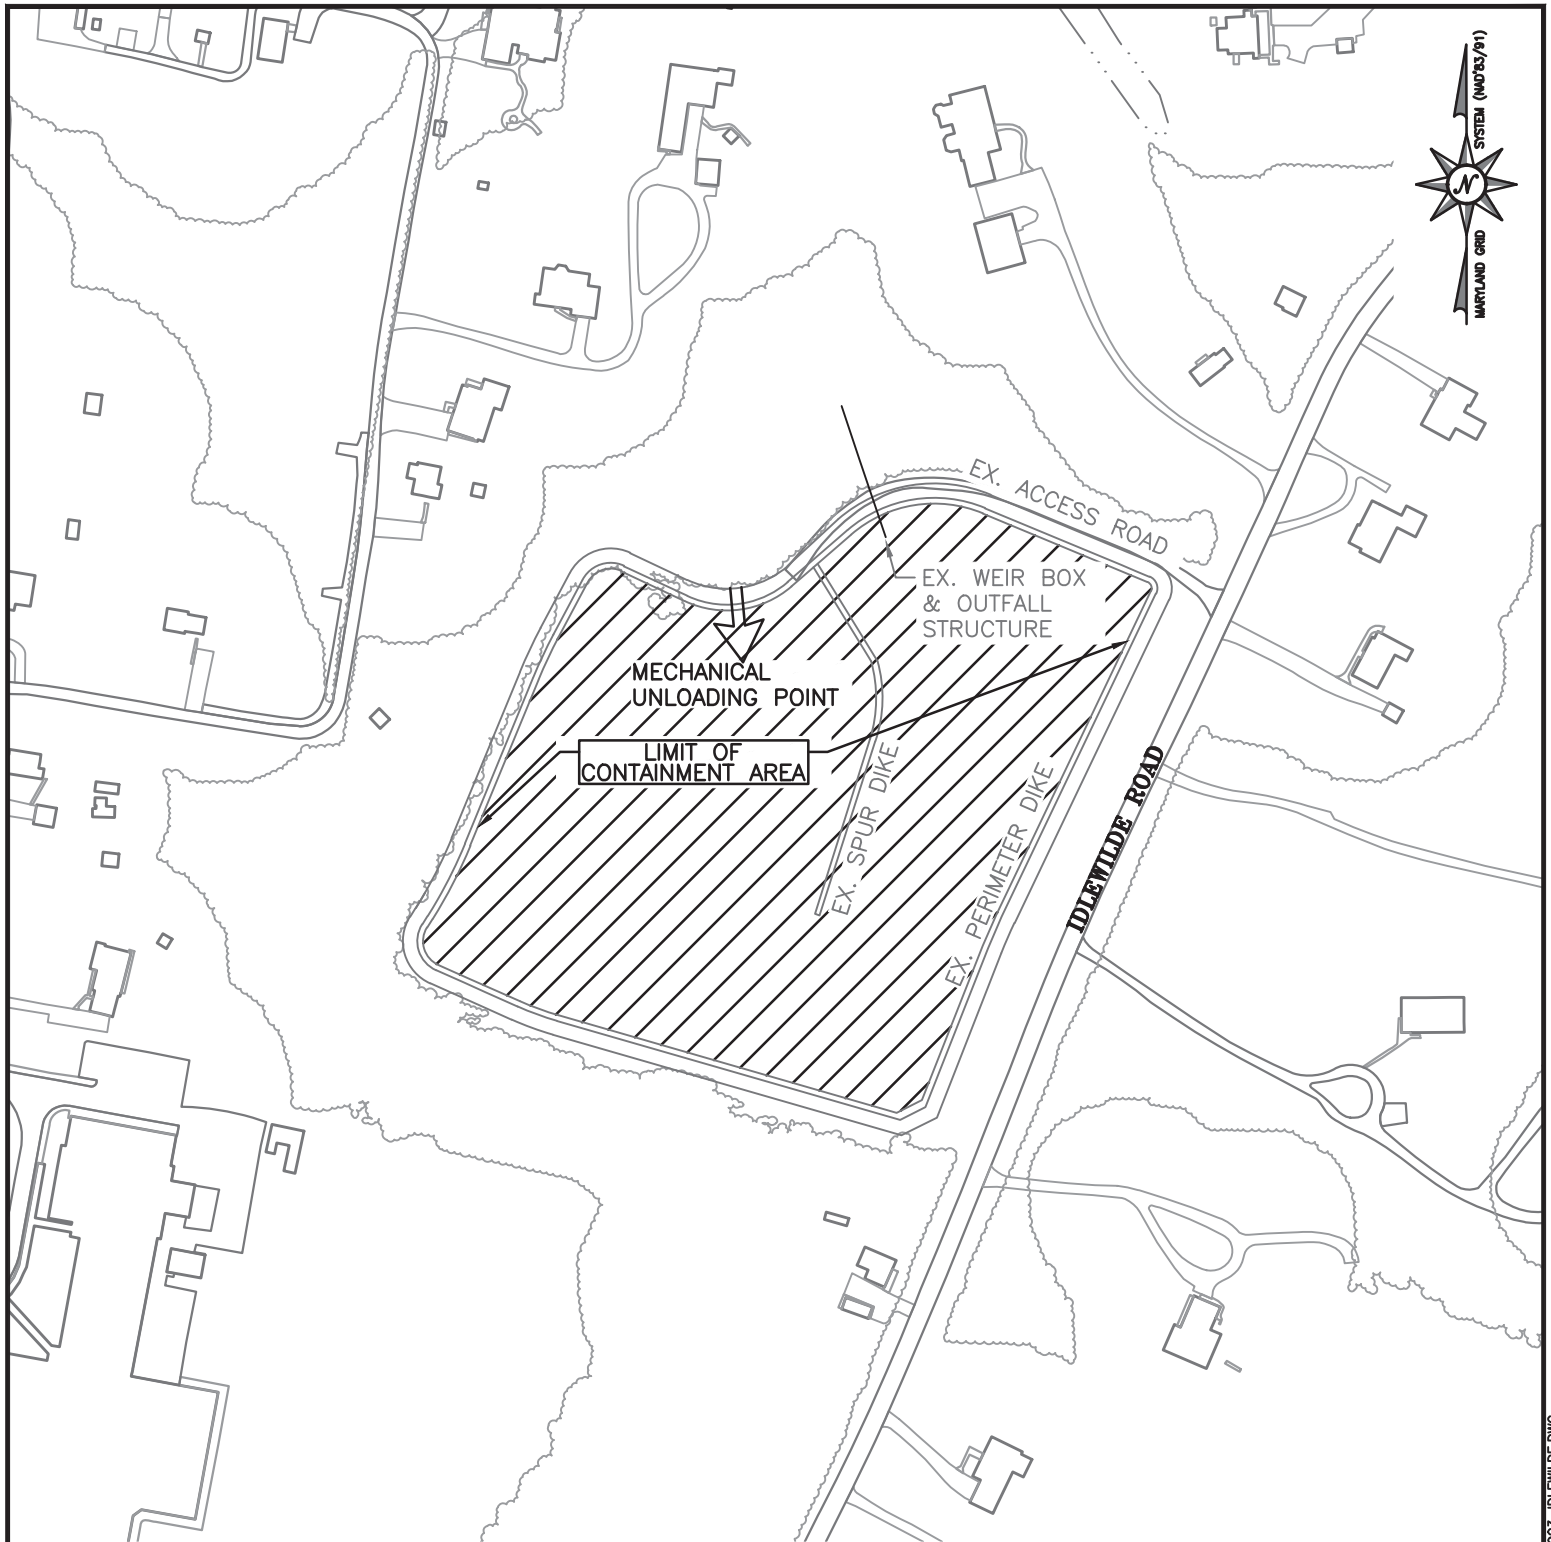 SYSTEM (NAD'83/91)
N
MARYLAND GRID
EX. ACCESS ROAD
EX. WEIR BOX
& OUTFALL
STRUCTURE
MECHANICAL
UNLOADING POINT
LIMIT OF
CONTAINMENT AREA
EX. SPUR DIKE
EX. PERIMETER DIKE
IDLEWILDE ROAD